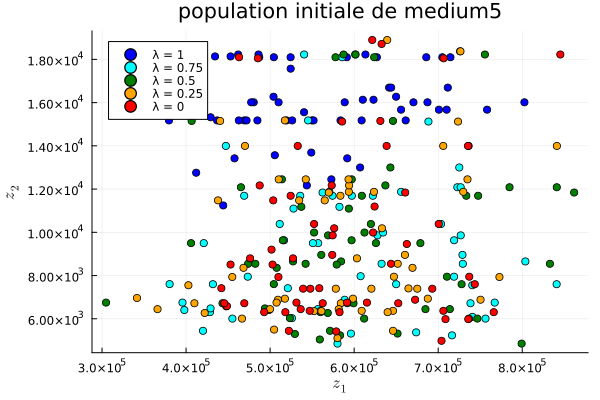 population initiale de medium5
λ = 1
λ = 0.75
λ = 0.5
λ = 0.25
λ = 0
1.80×10⁴
1.60×10⁴
1.40×10⁴
1.20×10⁴
1.00×10⁴
8.00×10³
6.00×10³
z₂
3.0×10⁵ 4.0×10⁵ 5.0×10⁵ 6.0×10⁵ 7.0×10⁵ 8.0×10⁵
z₁